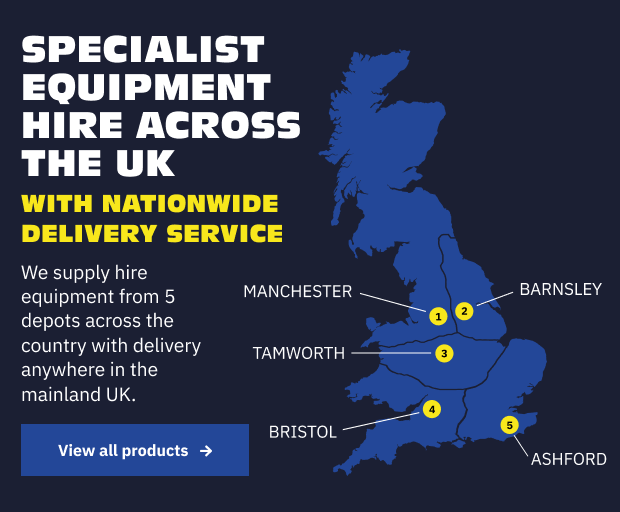 SPECIALIST
EQUIPMENT
HIRE ACROSS
THE UK
WITH NATIONWIDE
DELIVERY SERVICE
We supply hire
equipment from 5
depots across the
country with delivery
anywhere in the
mainland UK.
View all products →
MANCHESTER
1
2
BARNSLEY
TAMWORTH
3
4
BRISTOL
5
ASHFORD